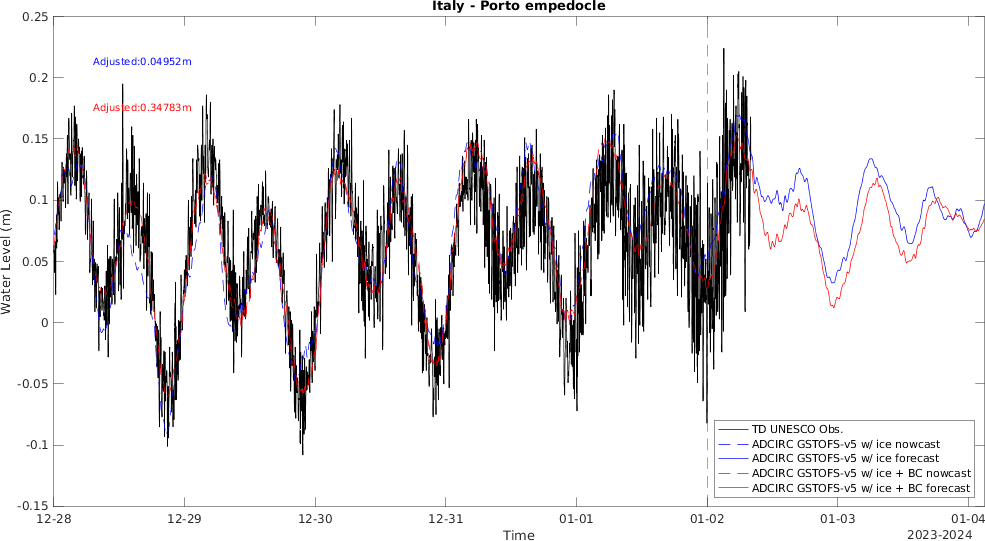 Italy - Porto empedocle
0.25
0.2
0.15
0.1
0.05
0
-0.05
-0.1
-0.15
Water Level (m)
Adjusted:0.04952m
Adjusted:0.34783m
TD UNESCO Obs.
ADCIRC GSTOFS-v5 w/ ice nowcast
ADCIRC GSTOFS-v5 w/ ice forecast
ADCIRC GSTOFS-v5 w/ ice + BC nowcast
ADCIRC GSTOFS-v5 w/ ice + BC forecast
12-28 12-29 12-30 12-31 01-01 01-02 01-03 01-04
Time
2023-2024